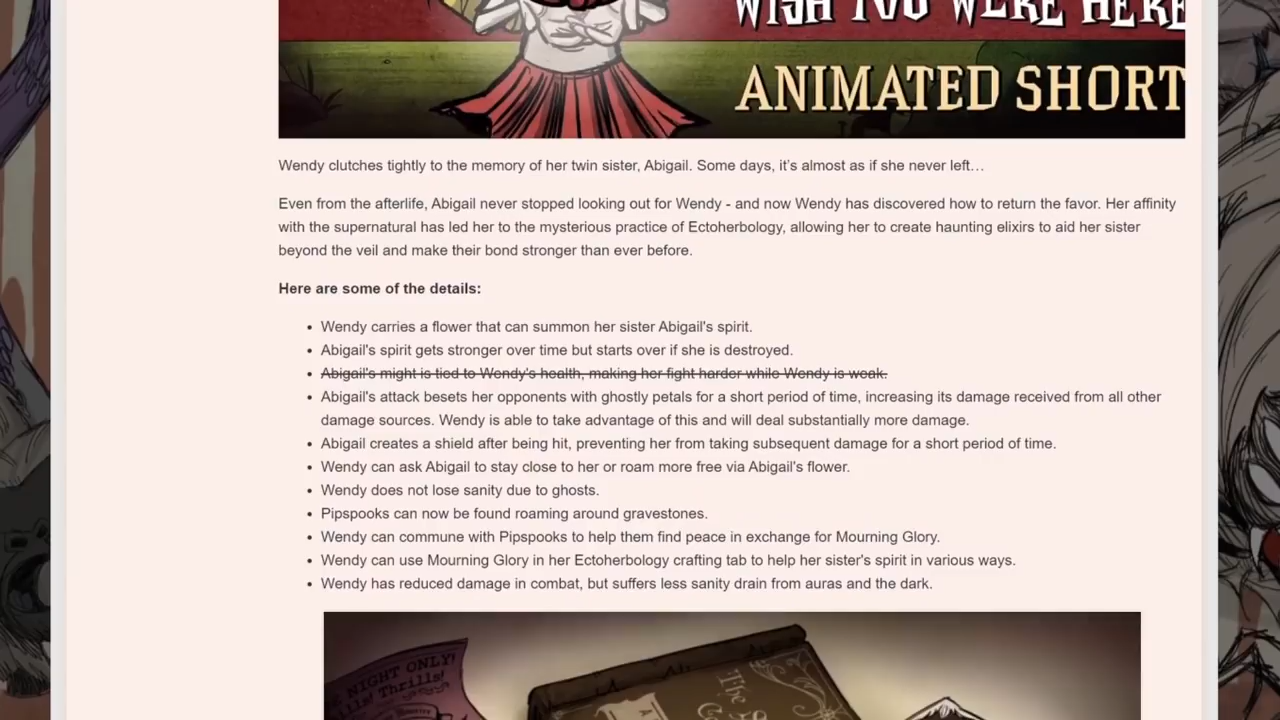 WISH YOU WERE HERE
ANIMATED SHORT
Wendy clutches tightly to the memory of her twin sister, Abigail. Some days, it’s almost as if she never left…
Even from the afterlife, Abigail never stopped looking out for Wendy - and now Wendy has discovered how to return the favor. Her affinity
with the supernatural has led her to the mysterious practice of Ectoherbology, allowing her to create haunting elixirs to aid her sister
beyond the veil and make their bond stronger than ever before.
Here are some of the details:
Wendy carries a flower that can summon her sister Abigail's spirit.
Abigail's spirit gets stronger over time but starts over if she is destroyed.
Abigail's might is tied to Wendy's health, making her fight harder while Wendy is weak.
Abigail's attack besets her opponents with ghostly petals for a short period of time, increasing its damage received from all other
damage sources. Wendy is able to take advantage of this and will deal substantially more damage.
Abigail creates a shield after being hit, preventing her from taking subsequent damage for a short period of time.
Wendy can ask Abigail to stay close to her or roam more free via Abigail's flower.
Wendy does not lose sanity due to ghosts.
Pipspooks can now be found roaming around gravestones.
Wendy can commune with Pipspooks to help them find peace in exchange for Mourning Glory.
Wendy can use Mourning Glory in her Ectoherbology crafting tab to help her sister's spirit in various ways.
Wendy has reduced damage in combat, but suffers less sanity drain from auras and the dark.
NIGHT ONLY!
Thrills!
The